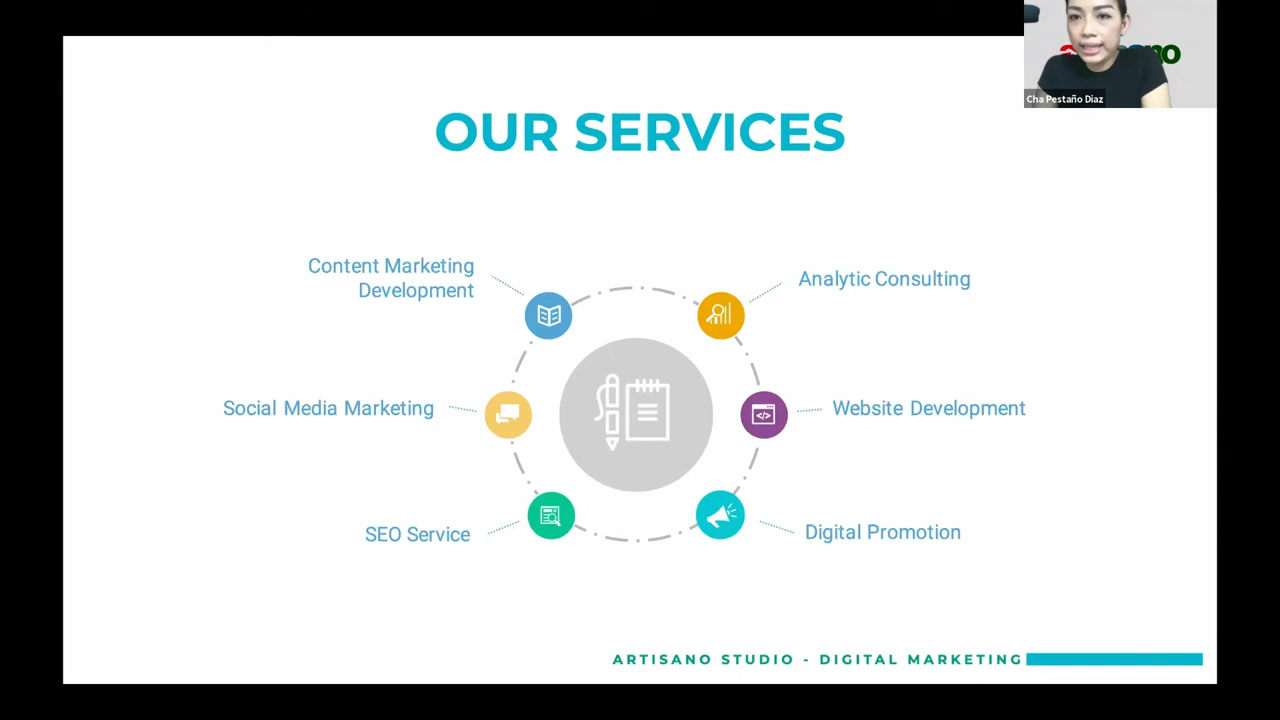 Cha Pestaño Diaz
OUR SERVICES
Content Marketing
Development
Analytic Consulting
Social Media Marketing
Website Development
SEO Service
Digital Promotion
ARTISANO STUDIO - DIGITAL MARKETING